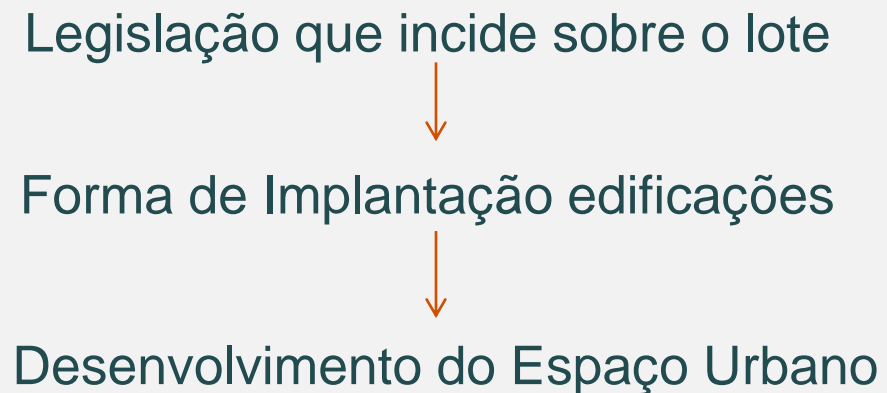 Legislação que incide sobre o lote
Forma de Implantação edificações
Desenvolvimento do Espaço Urbano